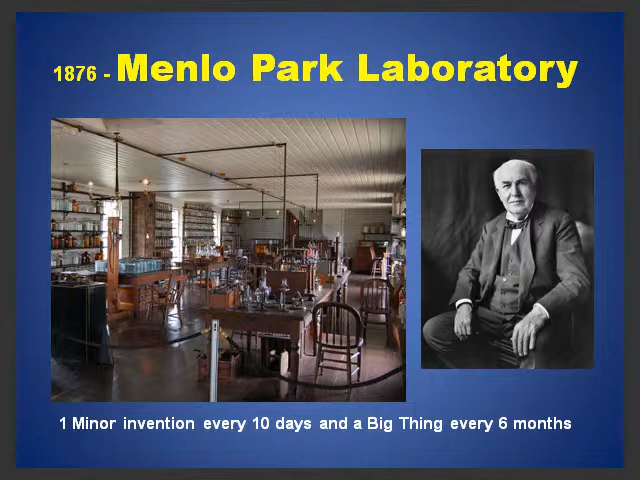 1876 - Menlo Park Laboratory
1 Minor invention every 10 days and a Big Thing every 6 months